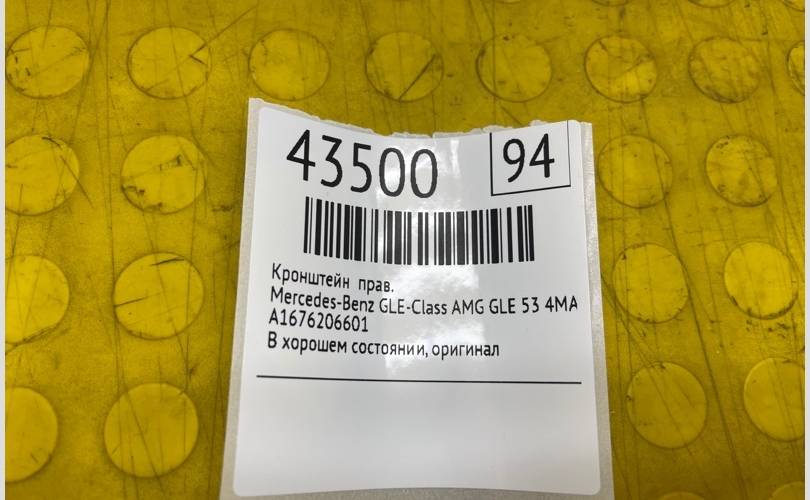 43500 94
Кронштейн прав.
Mercedes-Benz GLE-Class AMG GLE 53 4MA
A1676206601
В хорошем состоянии, оригинал